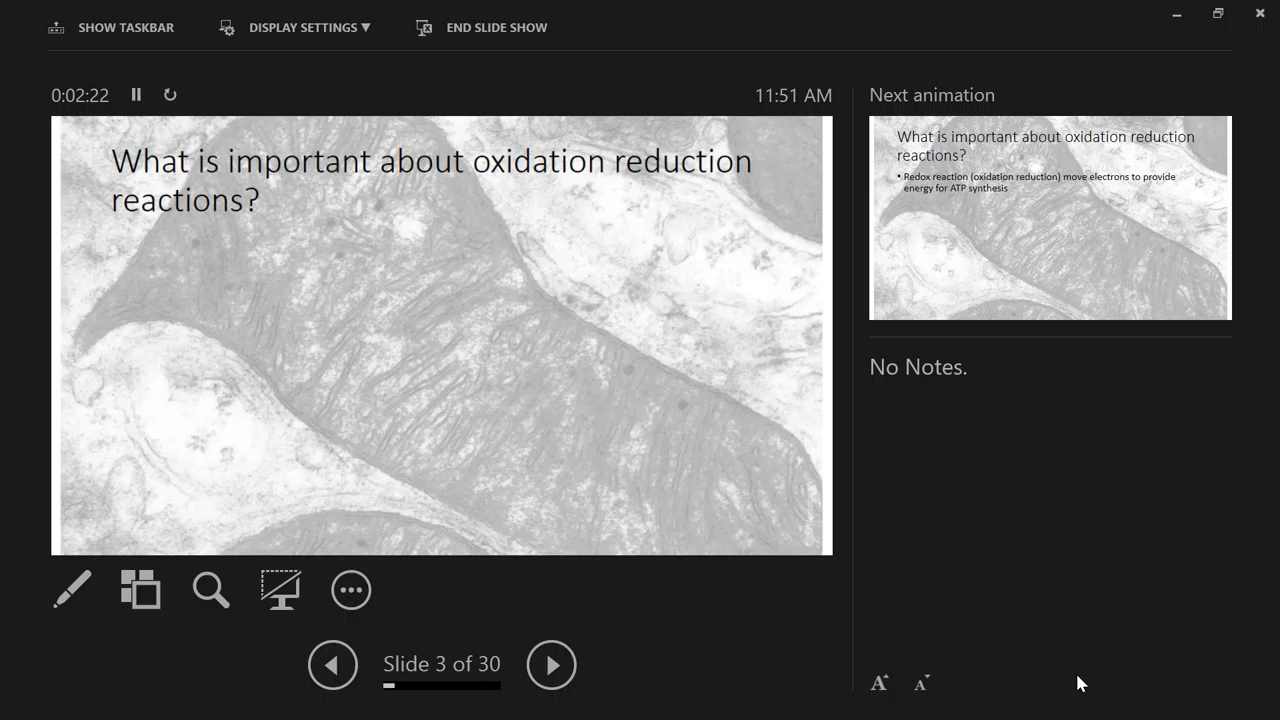 SHOW TASKBAR
DISPLAY SETTINGS ▼
END SLIDE SHOW
0:02:22
11:51 AM
Next animation
What is important about oxidation reduction
reactions?
What is important about oxidation reduction
reactions?
• Redox reaction (oxidation reduction) move electrons to provide
energy for ATP synthesis
No Notes.
Slide 3 of 30
A
A